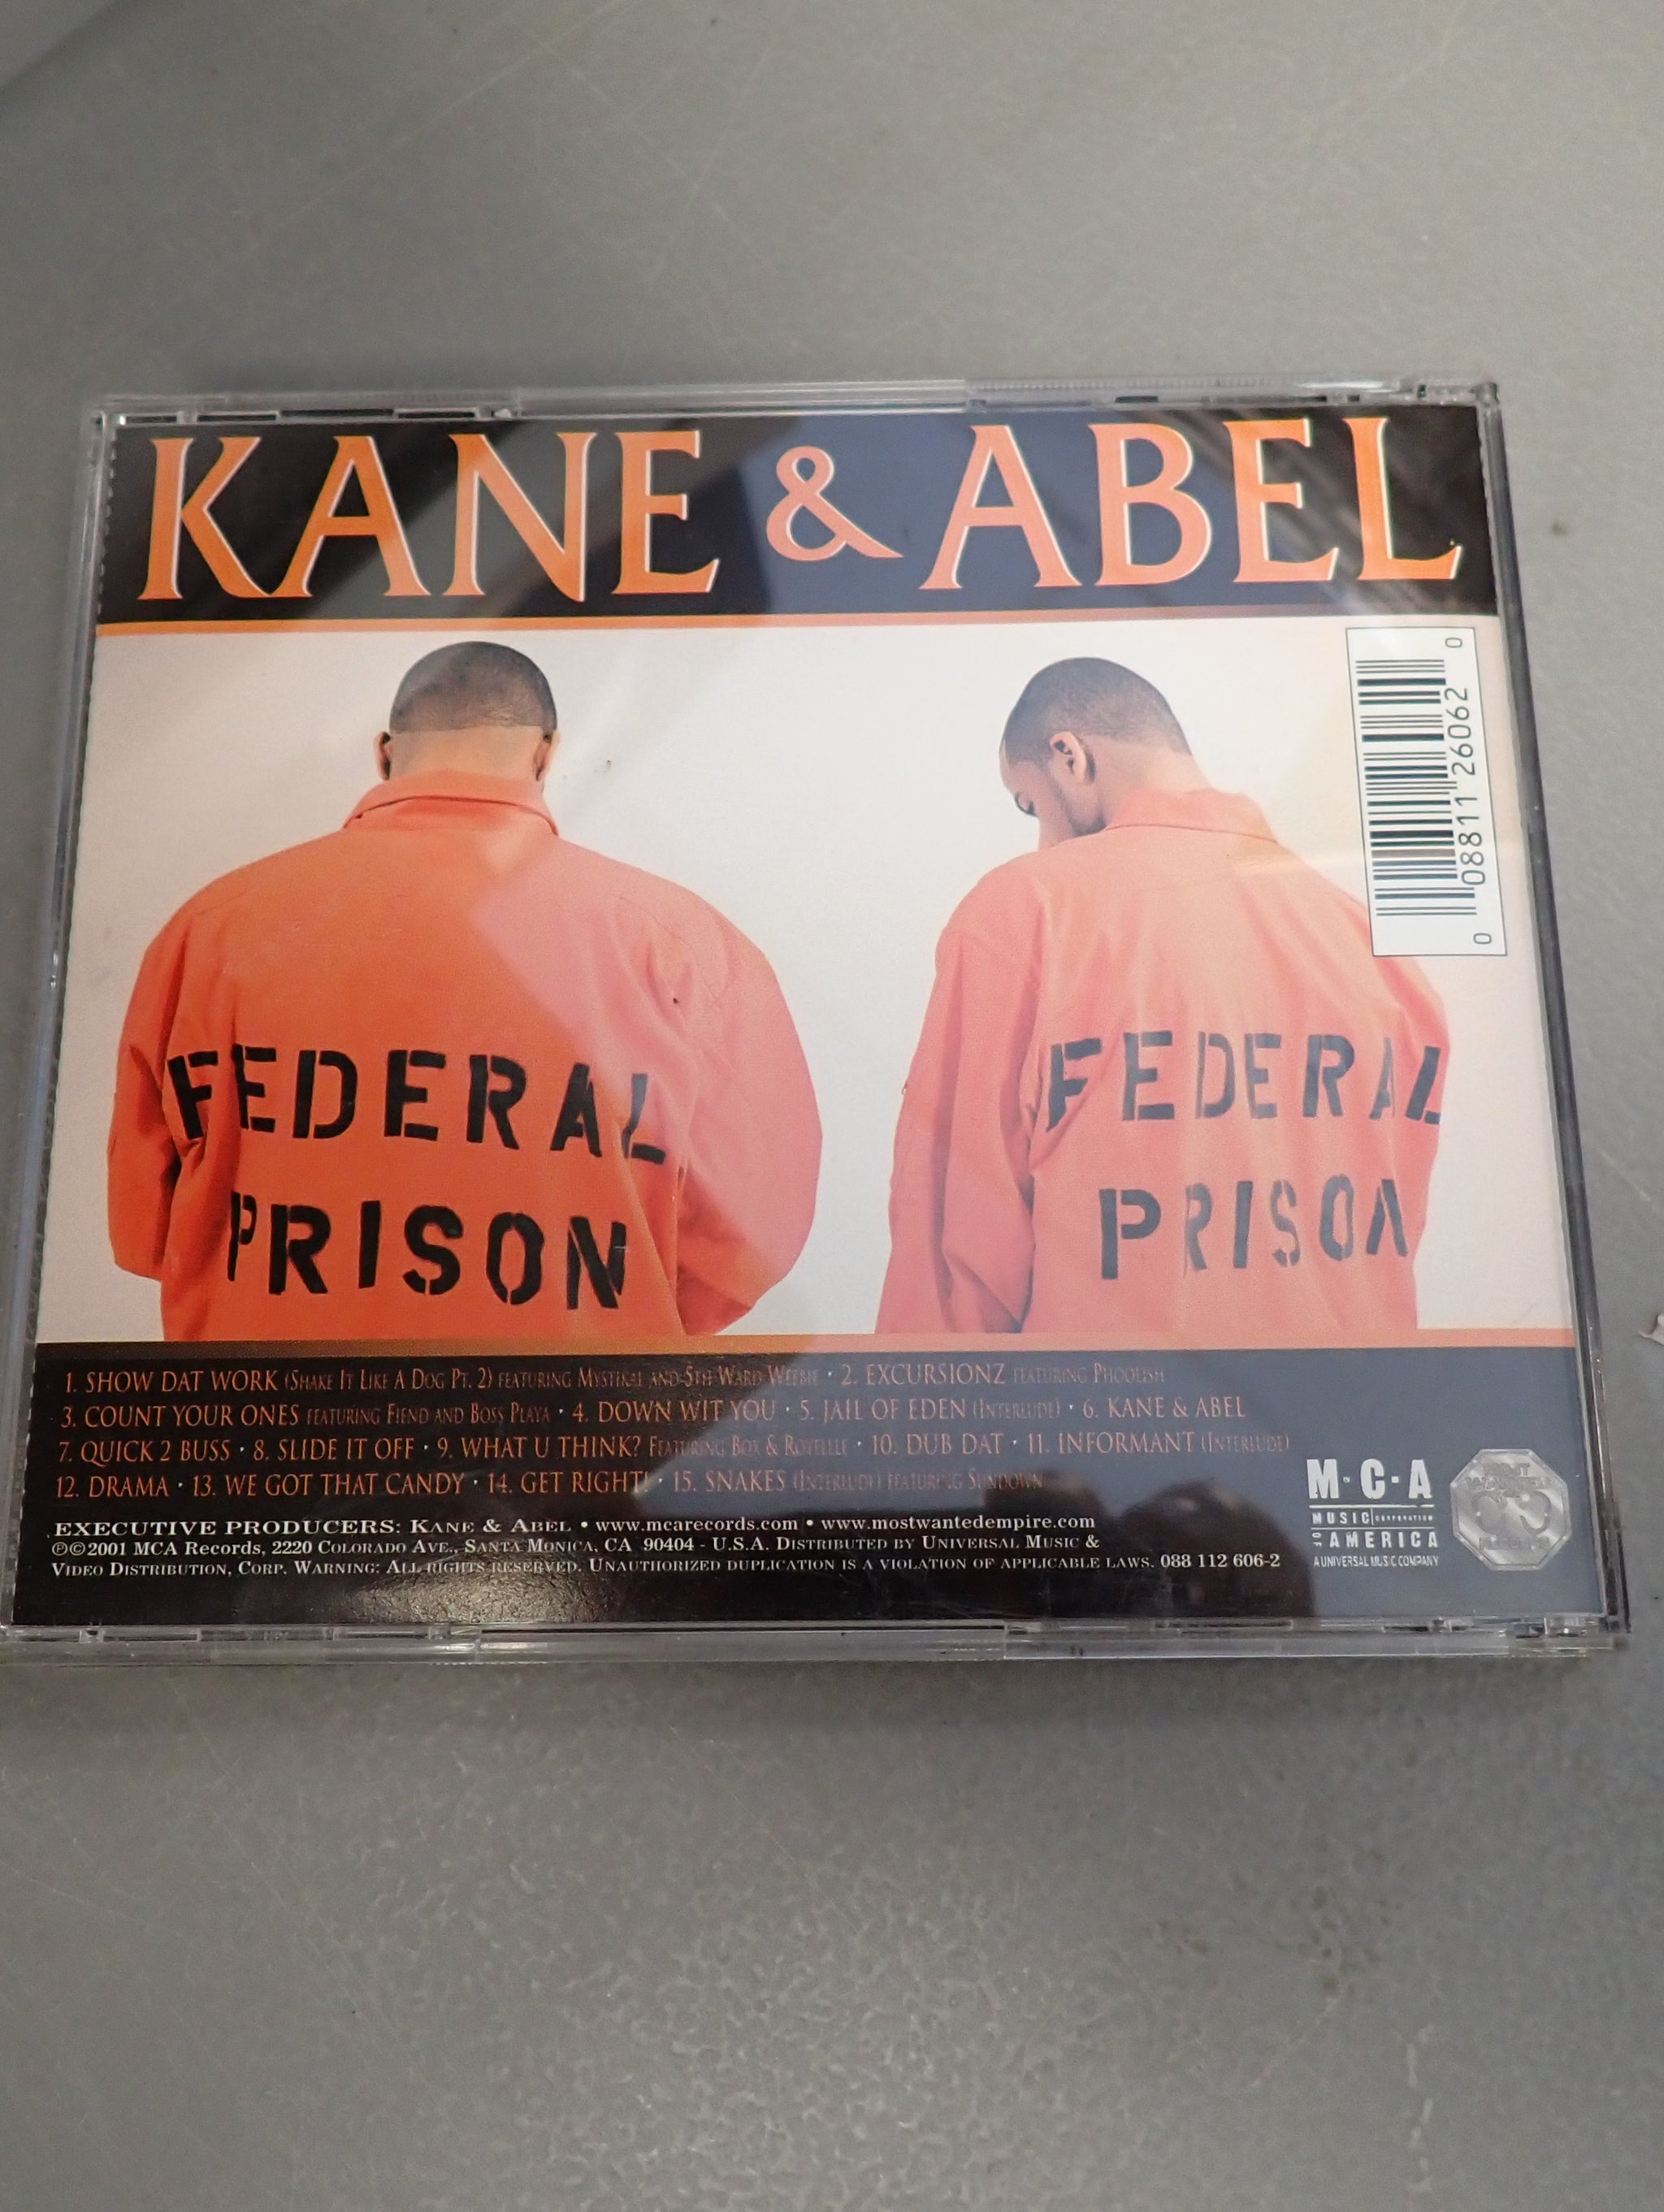 KANE & ABEL
0 08811 26062 0
FEDERAL
PRISON
FEDERAL
PRISON
1. SHOW DAT WORK (SHAKE IT LIKE A DOG PT. 2) FEATURING MYSTIKAL AND 5TH WARD WEEBIE · 2. EXCURSIONZ FEATURING PHOOLISH
3. COUNT YOUR ONES FEATURING FIEND AND BOSS PLAYA · 4. DOWN WIT YOU · 5. JAIL OF EDEN (INTERLUDE) · 6. KANE & ABEL
7. QUICK 2 BUSS · 8. SLIDE IT OFF · 9. WHAT U THINK? FEATURING BOX & ROYELLE · 10. DUB DAT · 11. INFORMANT (INTERLUDE)
12. DRAMA · 13. WE GOT THAT CANDY · 14. GET RIGHT! · 15. SNAKES (INTERLUDE) FEATURING SUNDOWN
EXECUTIVE PRODUCERS: KANE & ABEL • www.mcarecords.com • www.mostwantedempire.com
℗©2001 MCA RECORDS, 2220 COLORADO AVE., SANTA MONICA, CA 90404 - U.S.A. DISTRIBUTED BY UNIVERSAL MUSIC &
VIDEO DISTRIBUTION, CORP. WARNING: ALL RIGHTS RESERVED. UNAUTHORIZED DUPLICATION IS A VIOLATION OF APPLICABLE LAWS. 088 112 606-2
M·C·A
MUSIC CORPORATION
OF AMERICA
A UNIVERSAL MUSIC COMPANY